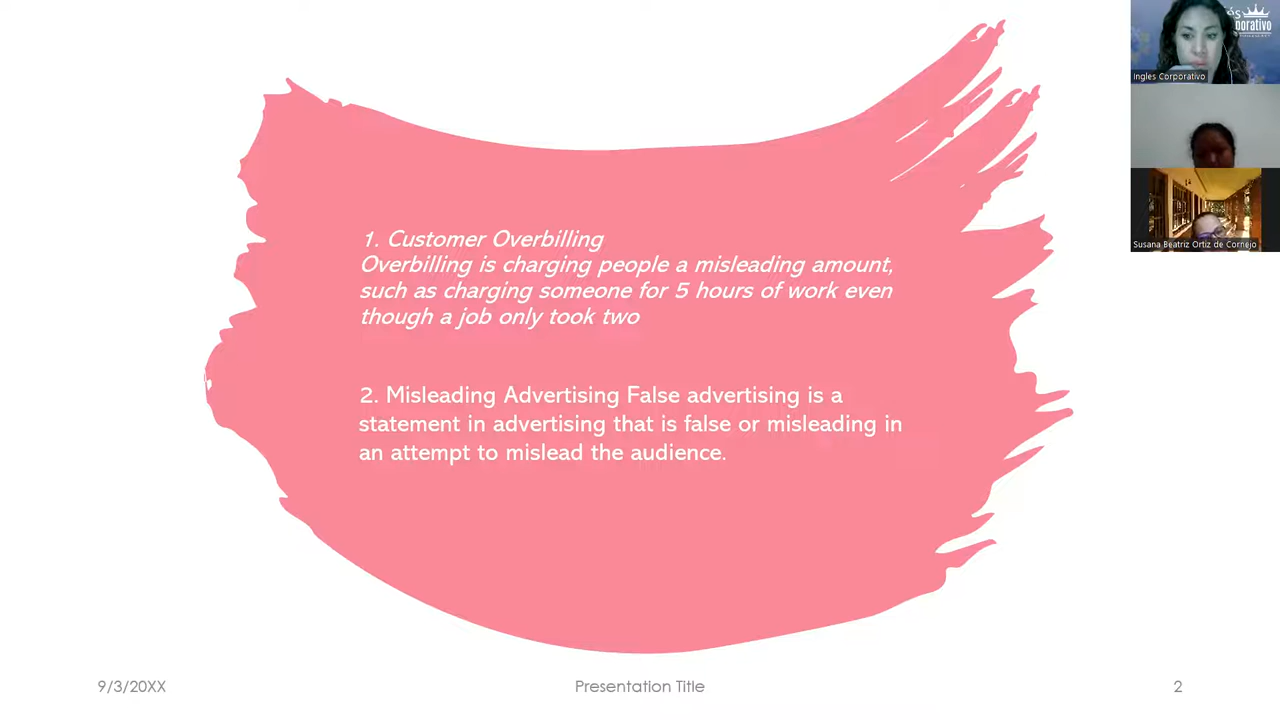 1. Customer Overbilling
Overbilling is charging people a misleading amount,
such as charging someone for 5 hours of work even
though a job only took two
2. Misleading Advertising False advertising is a
statement in advertising that is false or misleading in
an attempt to mislead the audience.
9/3/20XX
Presentation Title
2
Ingles Corporativo
Susana Beatriz Ortiz de Cornejo